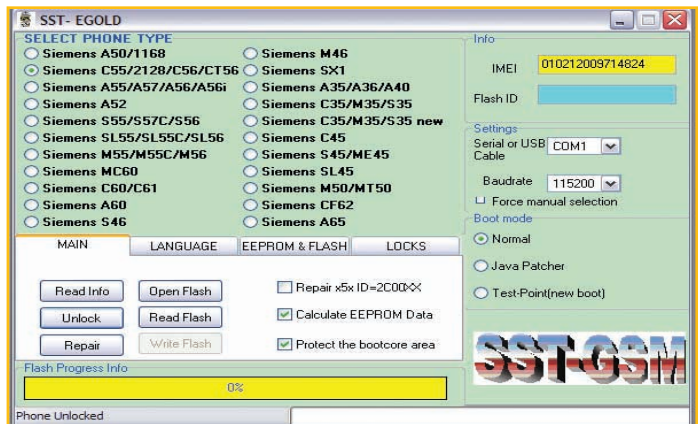 SST- EGOLD
SELECT PHONE TYPE
Siemens A50/1168
Siemens C55/2128/C56/CT56
Siemens A55/A57/A56/A56i
Siemens A52
Siemens S55/S57C/S56
Siemens SL55/SL55C/SL56
Siemens M55/M55C/M56
Siemens MC60
Siemens C60/C61
Siemens A60
Siemens S46
Siemens M46
Siemens SX1
Siemens A35/A36/A40
Siemens C35/M35/S35
Siemens C35/M35/S35 new
Siemens C45
Siemens S45/ME45
Siemens SL45
Siemens M50/MT50
Siemens CF62
Siemens A65
Info
IMEI 010212009714824
Flash ID
Settings
Serial or USB COM1
Cable
Baudrate 115200
Force manual selection
Boot mode
Normal
Java Patcher
Test-Point(new boot)
MAIN LANGUAGE EEPROM & FLASH LOCKS
Read Info Open Flash Repair x5x ID=2C00XX
Unlock Read Flash Calculate EEPROM Data
Repair Write Flash Protect the bootcore area
SST-GSM
Flash Progress Info
0%
Phone Unlocked